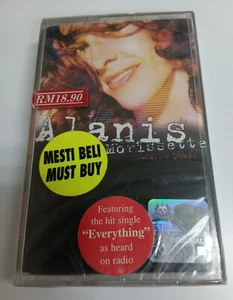 RM18.90
Alanis
Morissette
MESTI BELI
MUST BUY
Featuring
the hit single
"Everything"
as heard
on radio